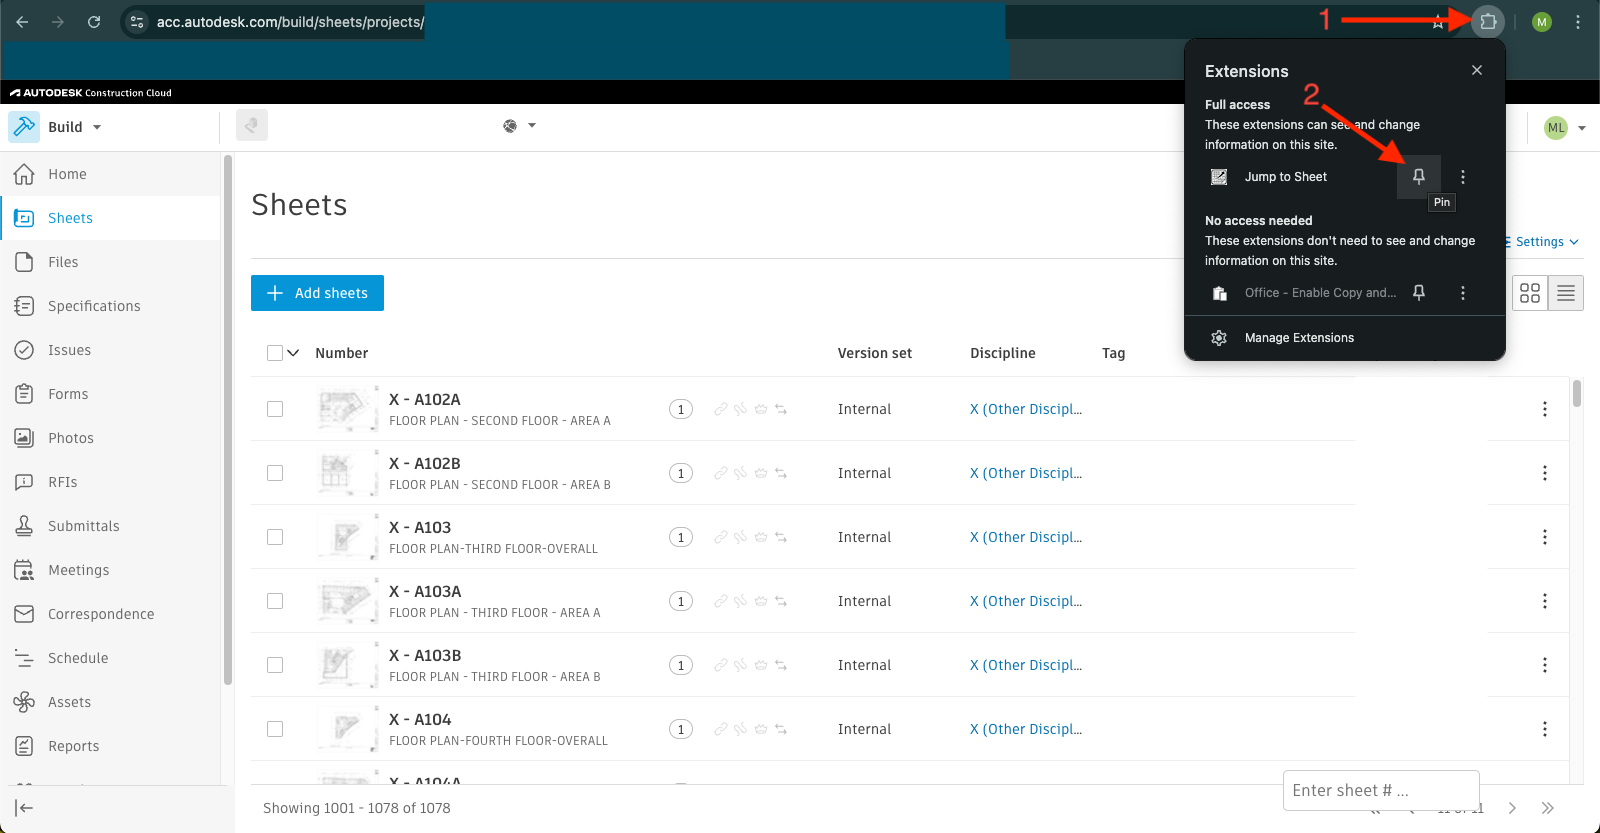 acc.autodesk.com/build/sheets/projects/
1
M
AUTODESK Construction Cloud
Build
ML
Extensions
Full access
2
These extensions can see and change
information on this site.
Jump to Sheet
Pin
No access needed
These extensions don't need to see and change
information on this site.
Office - Enable Copy and...
Manage Extensions
Home
Sheets
Files
Specifications
Issues
Forms
Photos
RFIs
Submittals
Meetings
Correspondence
Schedule
Assets
Reports
Sheets
Settings
Add sheets
Number
Version set
Discipline
Tag
X - A102A
FLOOR PLAN - SECOND FLOOR - AREA A
1
Internal
X (Other Discipl...
X - A102B
FLOOR PLAN - SECOND FLOOR - AREA B
1
Internal
X (Other Discipl...
X - A103
FLOOR PLAN-THIRD FLOOR-OVERALL
1
Internal
X (Other Discipl...
X - A103A
FLOOR PLAN - THIRD FLOOR - AREA A
1
Internal
X (Other Discipl...
X - A103B
FLOOR PLAN - THIRD FLOOR - AREA B
1
Internal
X (Other Discipl...
X - A104
FLOOR PLAN-FOURTH FLOOR-OVERALL
1
Internal
X (Other Discipl...
X - A104A
Showing 1001 - 1078 of 1078
Enter sheet # ...
11 of 11